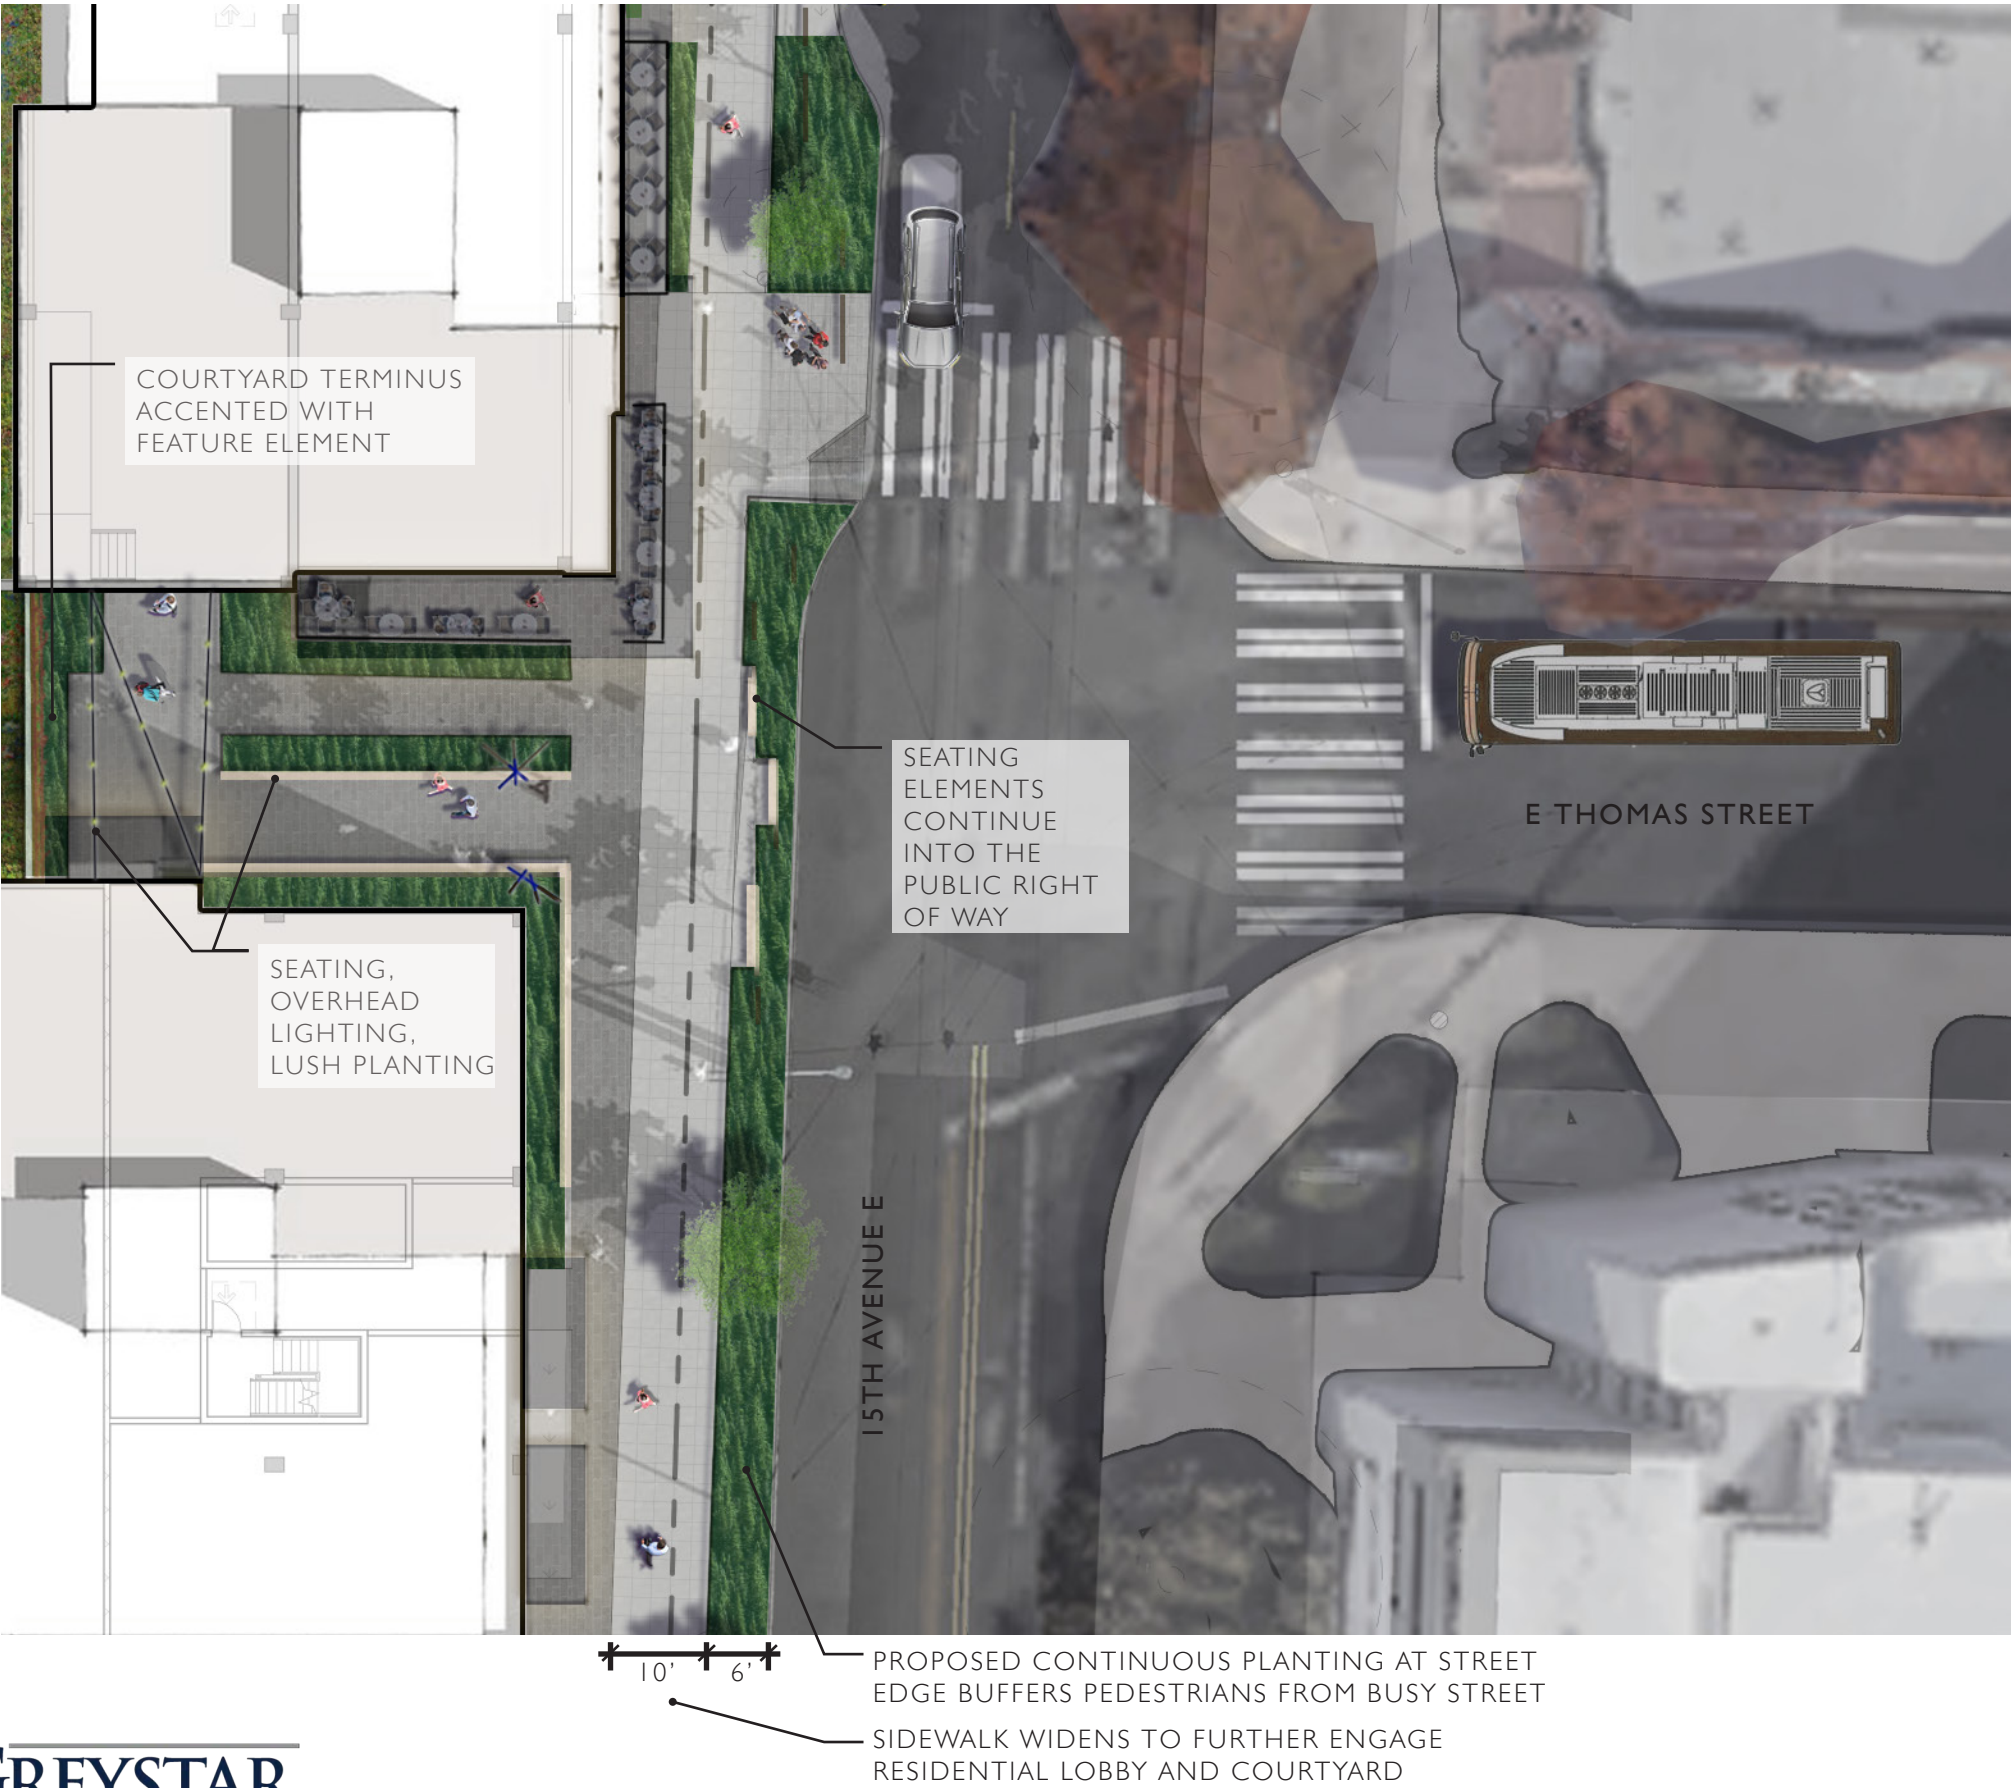 COURTYARD TERMINUS
ACCENTED WITH
FEATURE ELEMENT
SEATING
ELEMENTS
CONTINUE
INTO THE
PUBLIC RIGHT
OF WAY
E THOMAS STREET
SEATING,
OVERHEAD
LIGHTING,
LUSH PLANTING
15TH AVENUE E
10' 6'
PROPOSED CONTINUOUS PLANTING AT STREET
EDGE BUFFERS PEDESTRIANS FROM BUSY STREET
SIDEWALK WIDENS TO FURTHER ENGAGE
RESIDENTIAL LOBBY AND COURTYARD
GREYSTAR